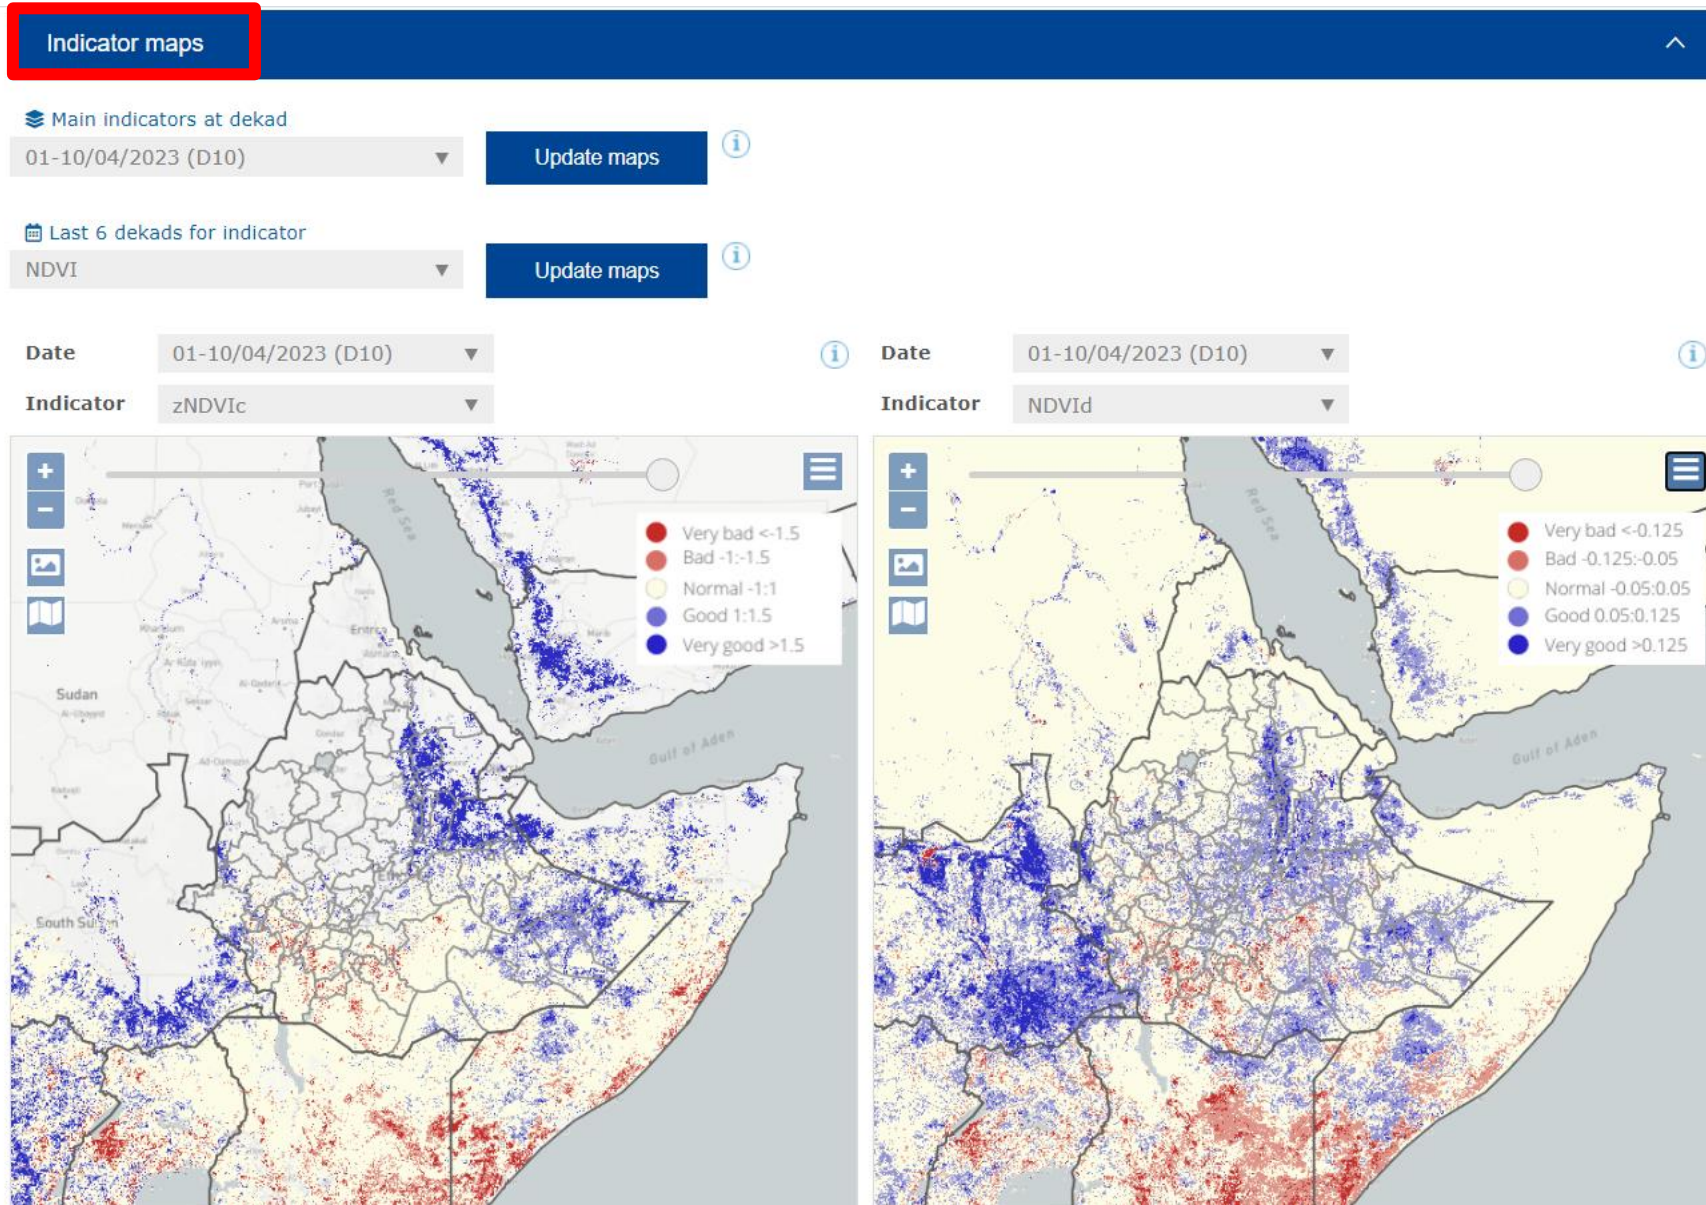 Indicator maps
Main indicators at dekad
01-10/04/2023 (D10)
Update maps
Last 6 dekads for indicator
NDVI
Update maps
Date 01-10/04/2023 (D10)
Indicator zNDVIc
Date 01-10/04/2023 (D10)
Indicator NDVId
+
−
Red Sea
Very bad <-1.5
Bad -1:-1.5
Normal -1:1
Good 1:1.5
Very good >1.5
Sudan
Gulf of Aden
+
−
Red Sea
Very bad <-0.125
Bad -0.125:-0.05
Normal -0.05:0.05
Good 0.05:0.125
Very good >0.125
Gulf of Aden